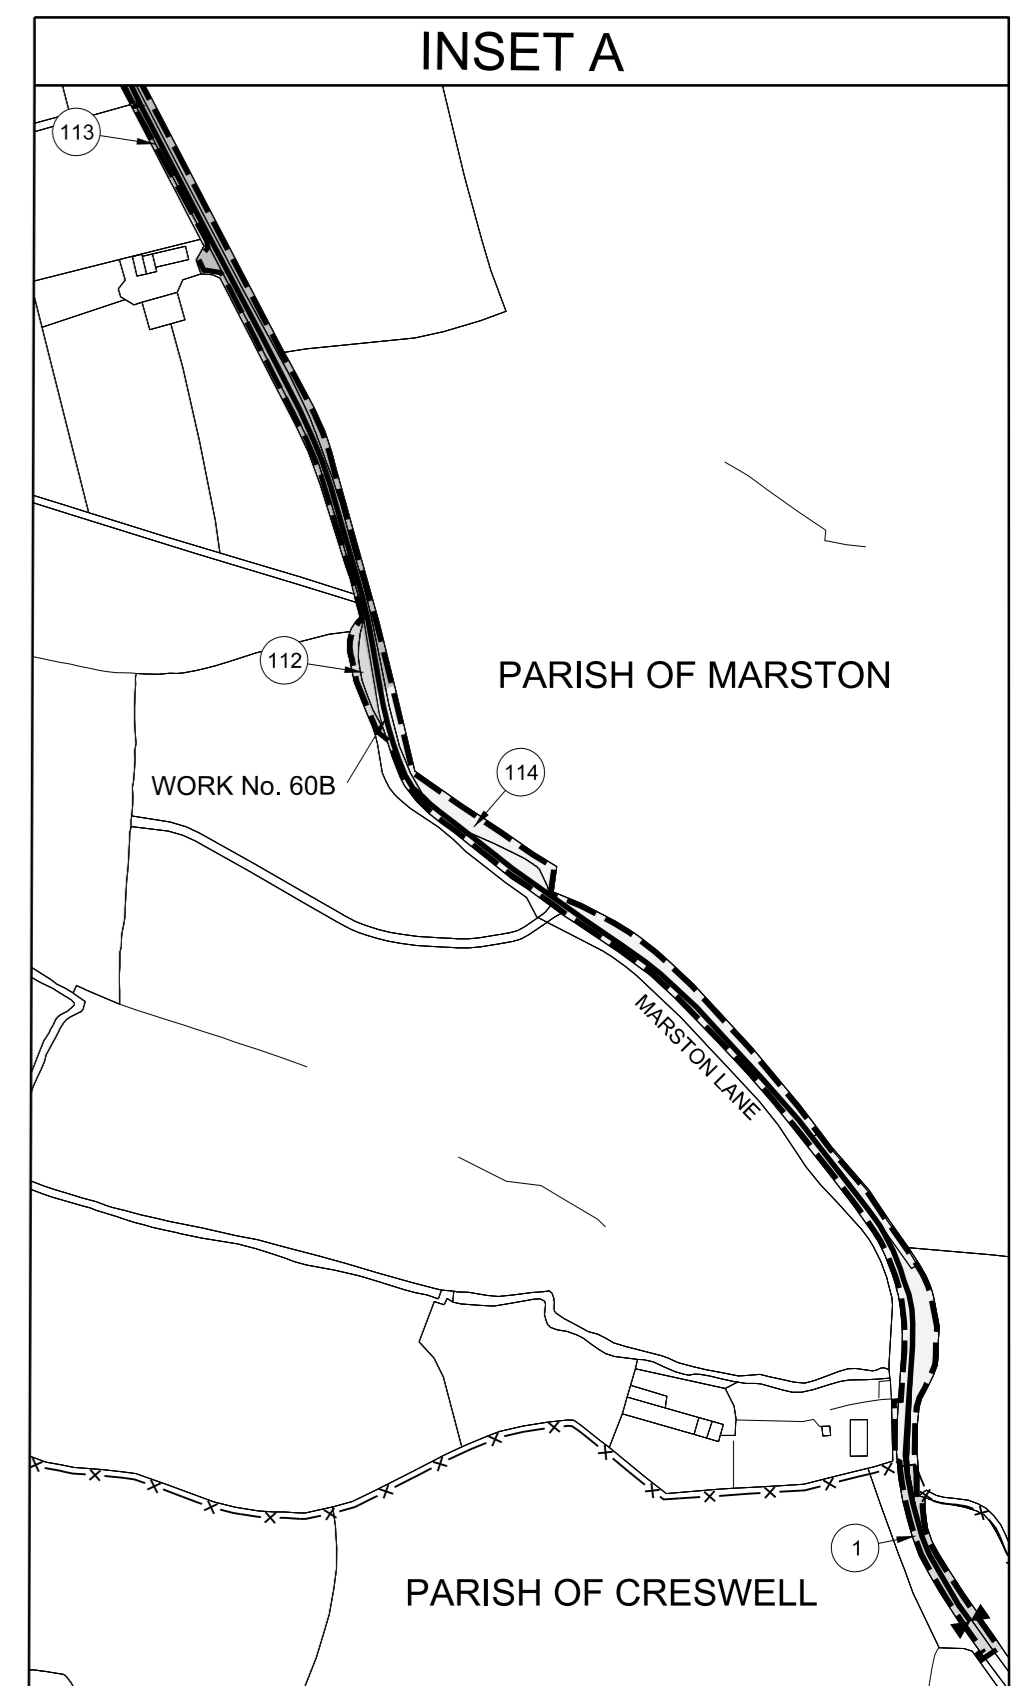 INSET A
113
112
PARISH OF MARSTON
114
WORK No. 60B
MARSTON LANE
1
PARISH OF CRESWELL